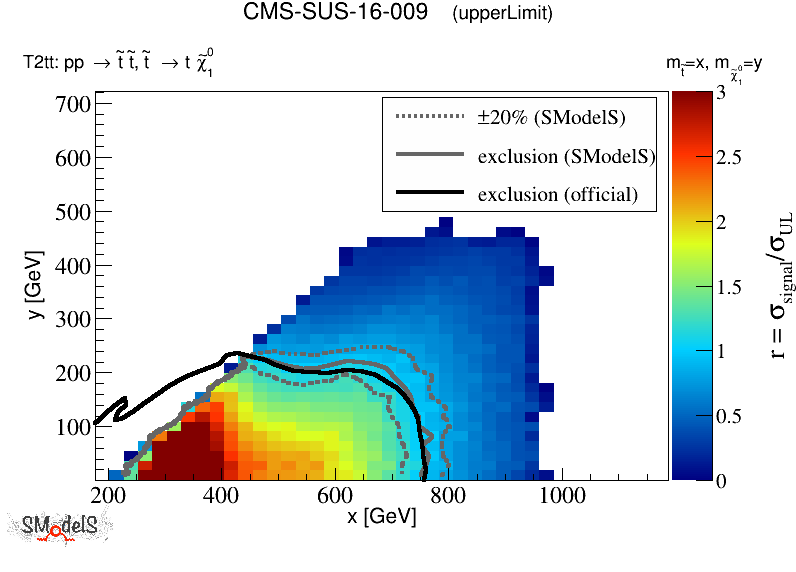 CMS-SUS-16-009 (upperLimit)
T2tt: pp → t̃ t̃, t̃ → t χ̃₁⁰
m_t̃=x, m_χ̃₁⁰=y
±20% (SModelS)
exclusion (SModelS)
exclusion (official)
700
600
500
400
300
200
100
y [GeV]
200
400
600
800
1000
x [GeV]
3
2.5
2
1.5
1
0.5
0
r = σ_signal/σ_UL
SModelS